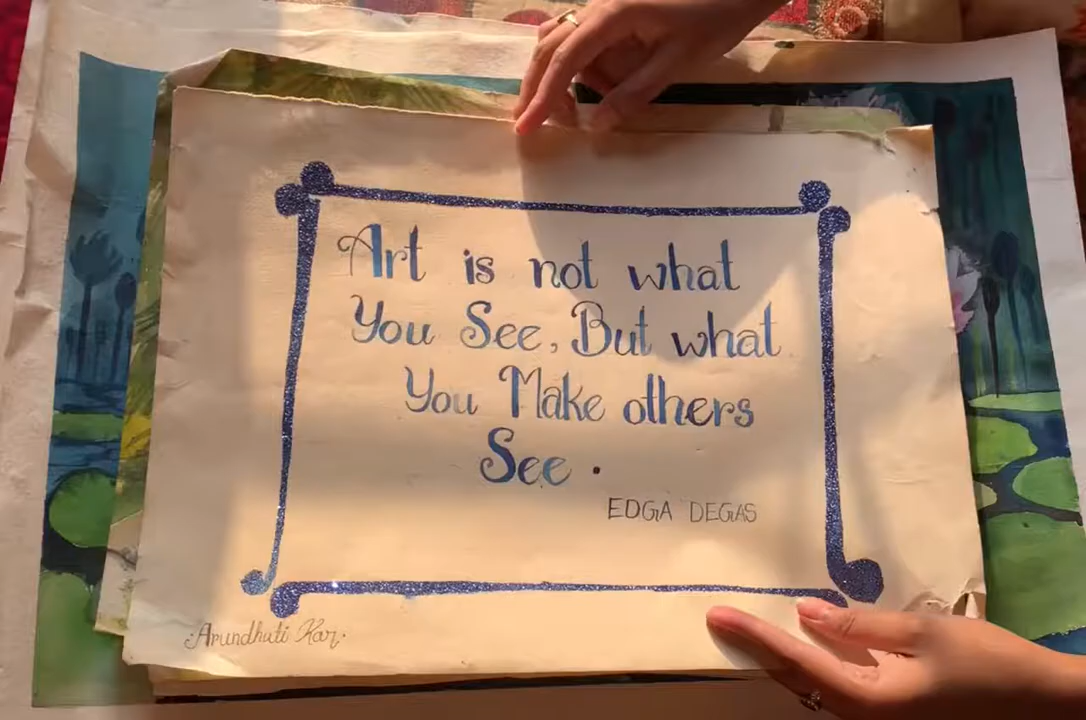 Art is not what
You See, But what
You Make others
See .
EDGA DEGAS
.Arundhati Kar.